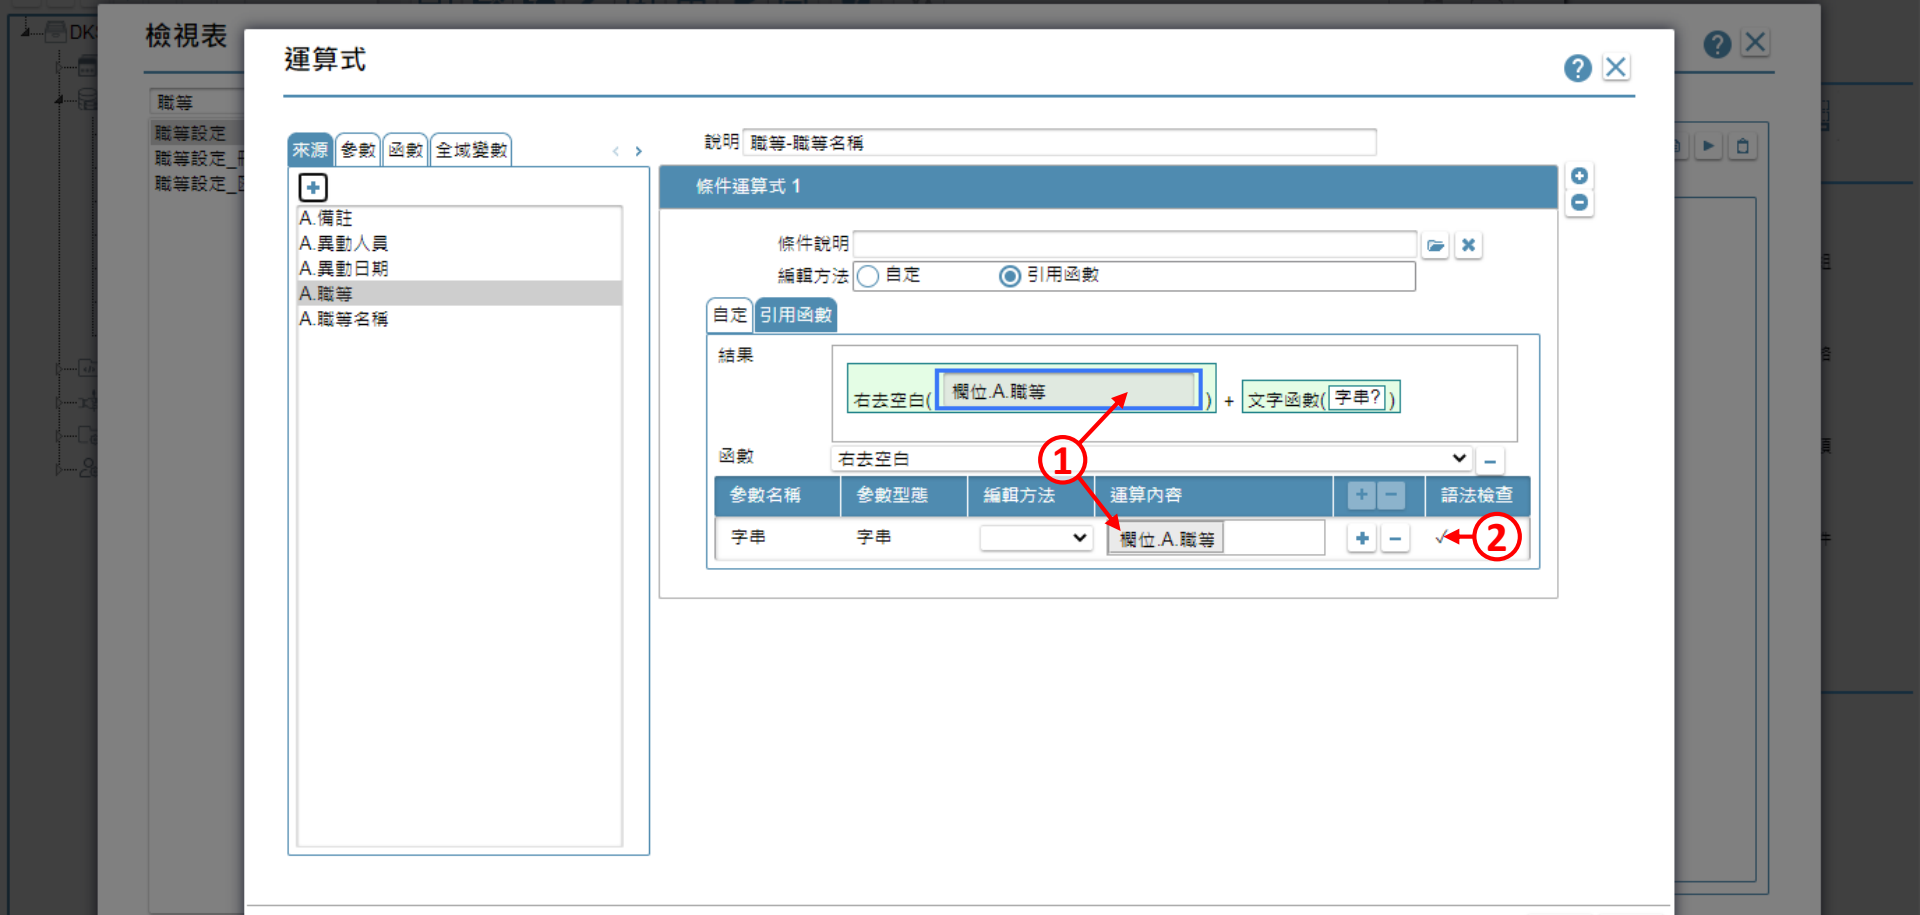 DK
檢視表
職等
職等設定
職等設定_
職等設定_
運算式
?
?
來源
參數
函數
全域變數
< >
+
A.備註
A.異動人員
A.異動日期
A.職等
A.職等名稱
說明 職等-職等名稱
條件運算式 1
條件說明
編輯方法 自定 引用函數
自定 引用函數
結果
右去空白( 欄位.A.職等 ) + 文字函數( 字串? )
函數 右去空白
1
參數名稱 參數型態 編輯方法 運算內容 + - 語法檢查
字串 字串 欄位.A.職等 + - √ 2